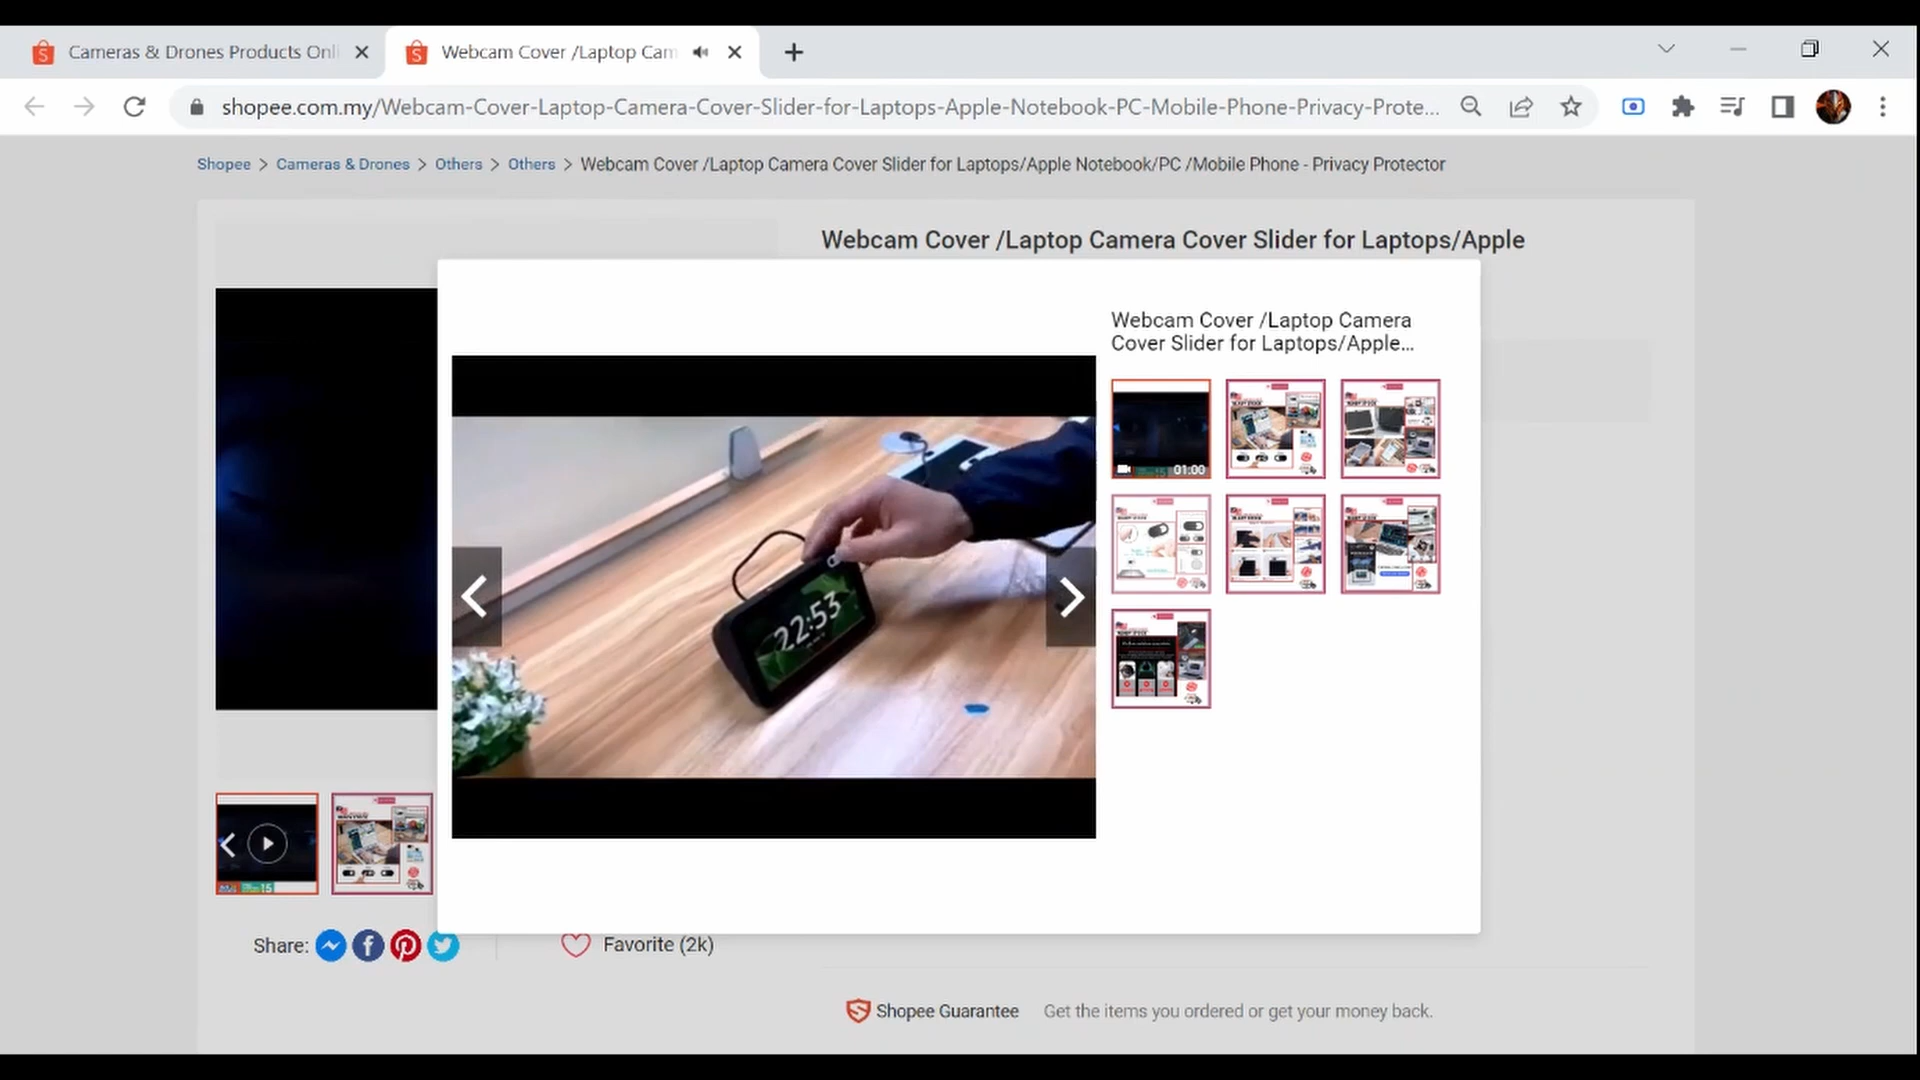 Cameras & Drones Products Onl
Webcam Cover /Laptop Cam
shopee.com.my/Webcam-Cover-Laptop-Camera-Cover-Slider-for-Laptops-Apple-Notebook-PC-Mobile-Phone-Privacy-Prote...
Shopee > Cameras & Drones > Others > Others > Webcam Cover /Laptop Camera Cover Slider for Laptops/Apple Notebook/PC /Mobile Phone - Privacy Protector
Webcam Cover /Laptop Camera Cover Slider for Laptops/Apple
Webcam Cover /Laptop Camera
Cover Slider for Laptops/Apple...
01:00
22:53
15
Share:
Favorite (2k)
Shopee Guarantee
Get the items you ordered or get your money back.